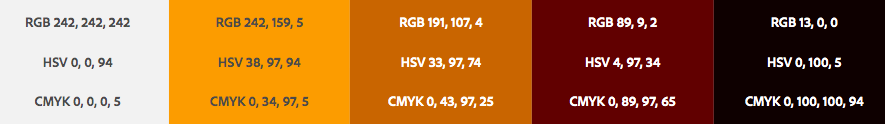 RGB 242, 242, 242
HSV 0, 0, 94
CMYK 0, 0, 0, 5
RGB 242, 159, 5
HSV 38, 97, 94
CMYK 0, 34, 97, 5
RGB 191, 107, 4
HSV 33, 97, 74
CMYK 0, 43, 97, 25
RGB 89, 9, 2
HSV 4, 97, 34
CMYK 0, 89, 97, 65
RGB 13, 0, 0
HSV 0, 100, 5
CMYK 0, 100, 100, 94